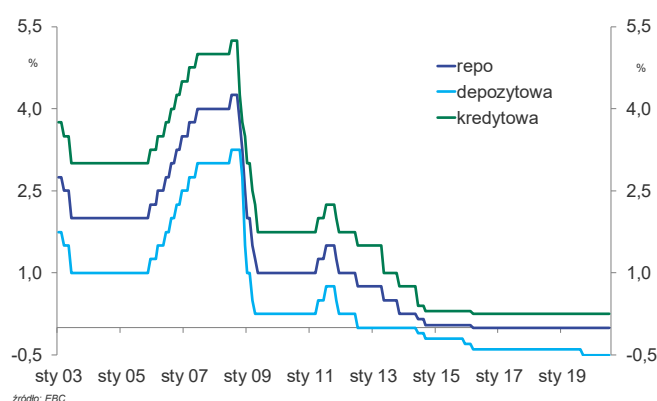 5,5 5,5
% %
repo
depozytowa
4,0 kredytowa 4,0
2,5 2,5
1,0 1,0
-0,5 -0,5
sty 03 sty 05 sty 07 sty 09 sty 11 sty 13 sty 15 sty 17 sty 19
źródło: EBC